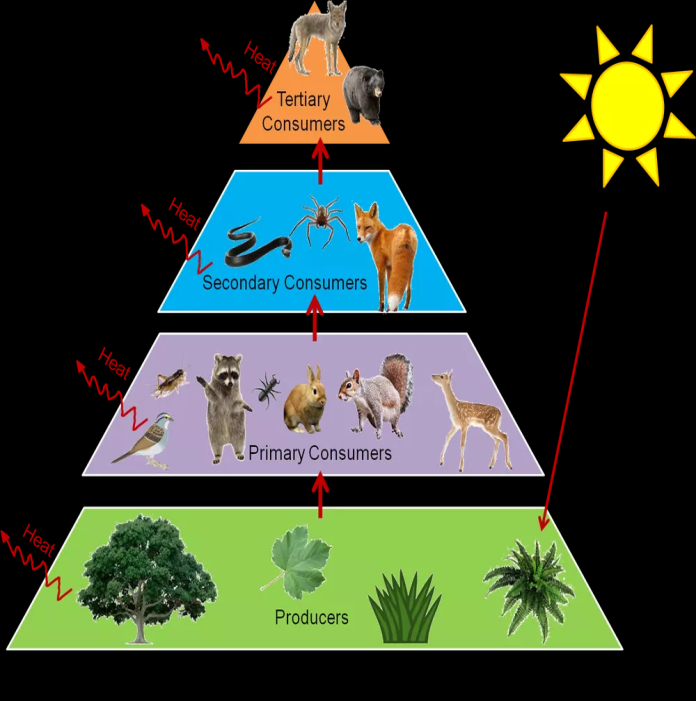 Heat
Tertiary
Consumers
Heat
Secondary Consumers
Heat
Primary Consumers
Heat
Producers